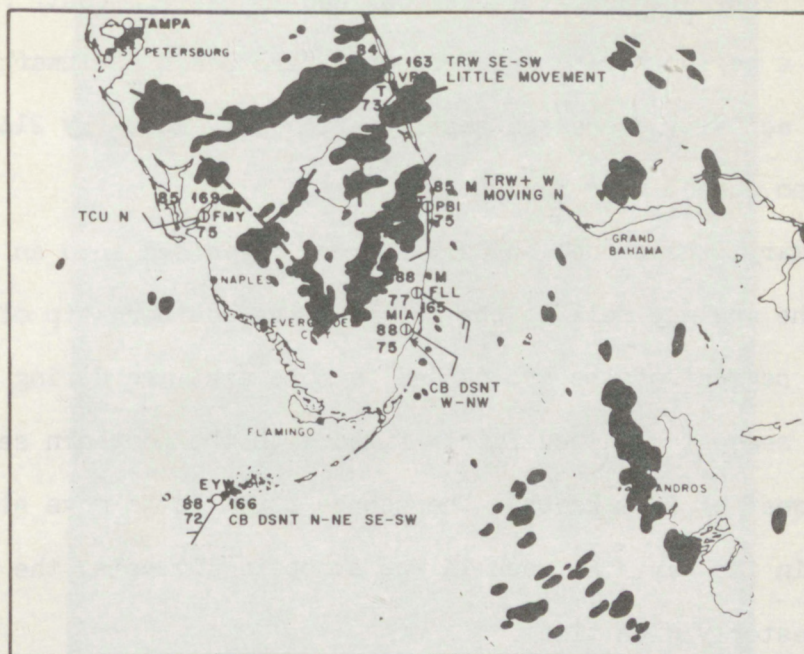 TAMPA
ST. PETERSBURG
84
163 TRW SE-SW
VRB LITTLE MOVEMENT
T
73
85 M TRW+ W
MOVING N
T
PBI
75
85 169
TCU N
FMY
75
GRAND
BAHAMA
NAPLES
88 M
FLL
77 165
MIA
88
75
EVERGLADES
CB DSNT
W-NW
FLAMINGO
ANDROS
EYW
88 166 CB DSNT N-NE SE-SW
72